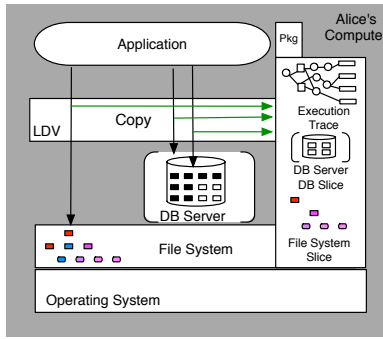 Alice's
Compute
Pkg
Application
Execution
Trace
LDV
Copy
DB Server
DB Slice
DB Server
File System
File System
Slice
Operating System